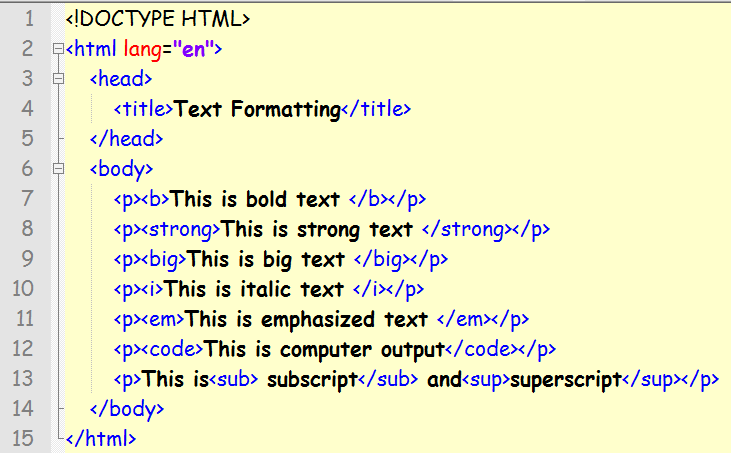 1 <!DOCTYPE HTML>
2 <html lang="en">
3 <head>
4 <title>Text Formatting</title>
5 </head>
6 <body>
7 <p><b>This is bold text </b></p>
8 <p><strong>This is strong text </strong></p>
9 <p><big>This is big text </big></p>
10 <p><i>This is italic text </i></p>
11 <p><em>This is emphasized text </em></p>
12 <p><code>This is computer output</code></p>
13 <p>This is<sub> subscript</sub> and<sup>superscript</sup></p>
14 </body>
15 </html>